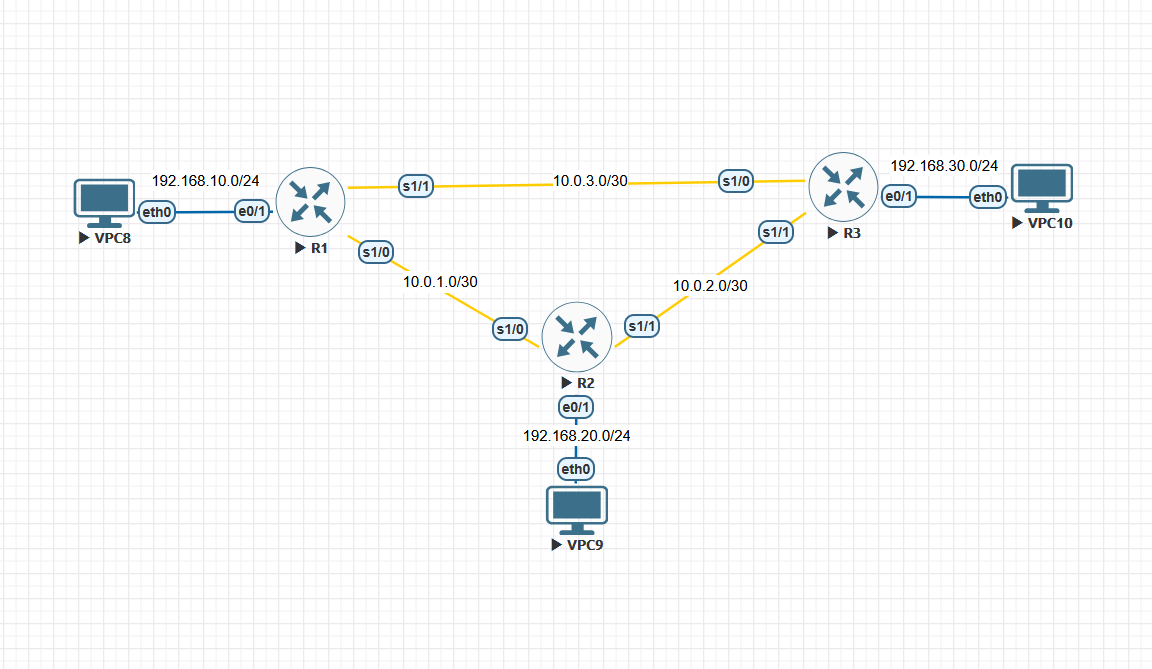 192.168.10.0/24
eth0
e0/1
VPC8
R1
s1/1
10.0.3.0/30
s1/0
192.168.30.0/24
e0/1
eth0
VPC10
R3
s1/0
10.0.1.0/30
s1/0
s1/1
10.0.2.0/30
s1/1
R2
e0/1
192.168.20.0/24
eth0
VPC9